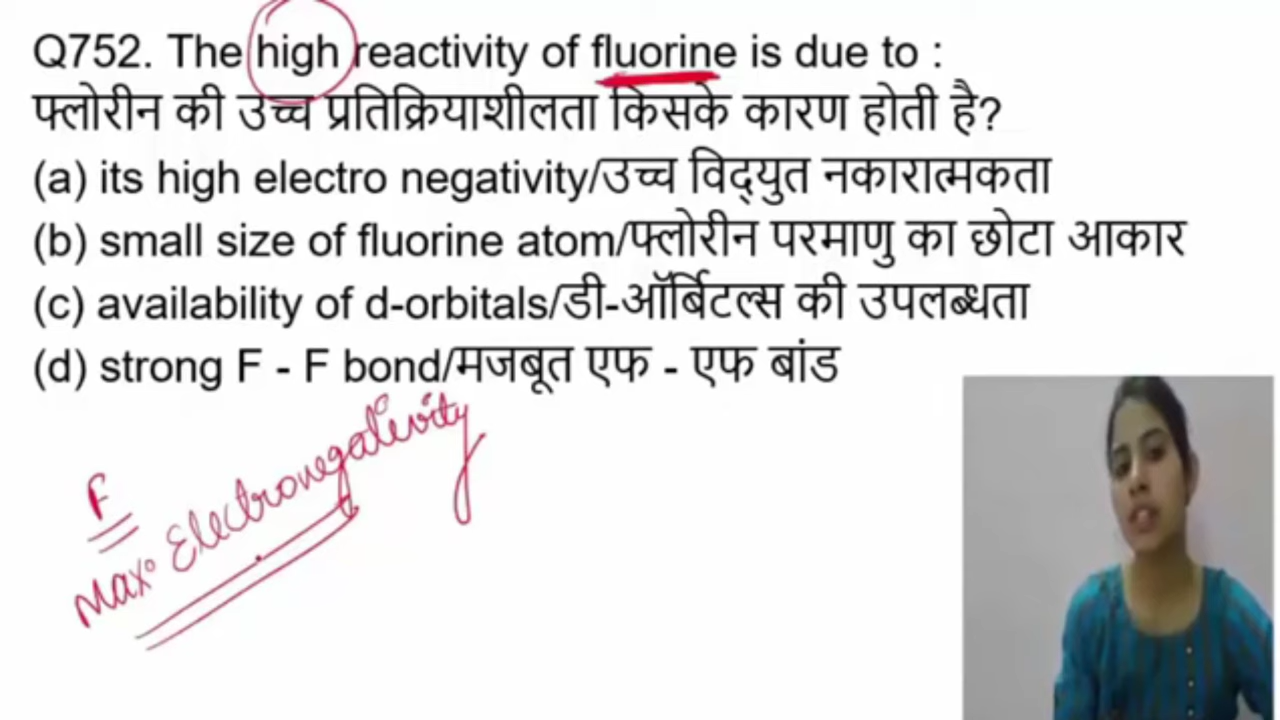 Q752. The high reactivity of fluorine is due to :
फ्लोरीन की उच्च प्रतिक्रियाशीलता किसके कारण होती है?
(a) its high electro negativity/उच्च विद्युत नकारात्मकता
(b) small size of fluorine atom/फ्लोरीन परमाणु का छोटा आकार
(c) availability of d-orbitals/डी-ऑर्बिटल्स की उपलब्धता
(d) strong F - F bond/मजबूत एफ - एफ बांड
F
Max° Electronegativity